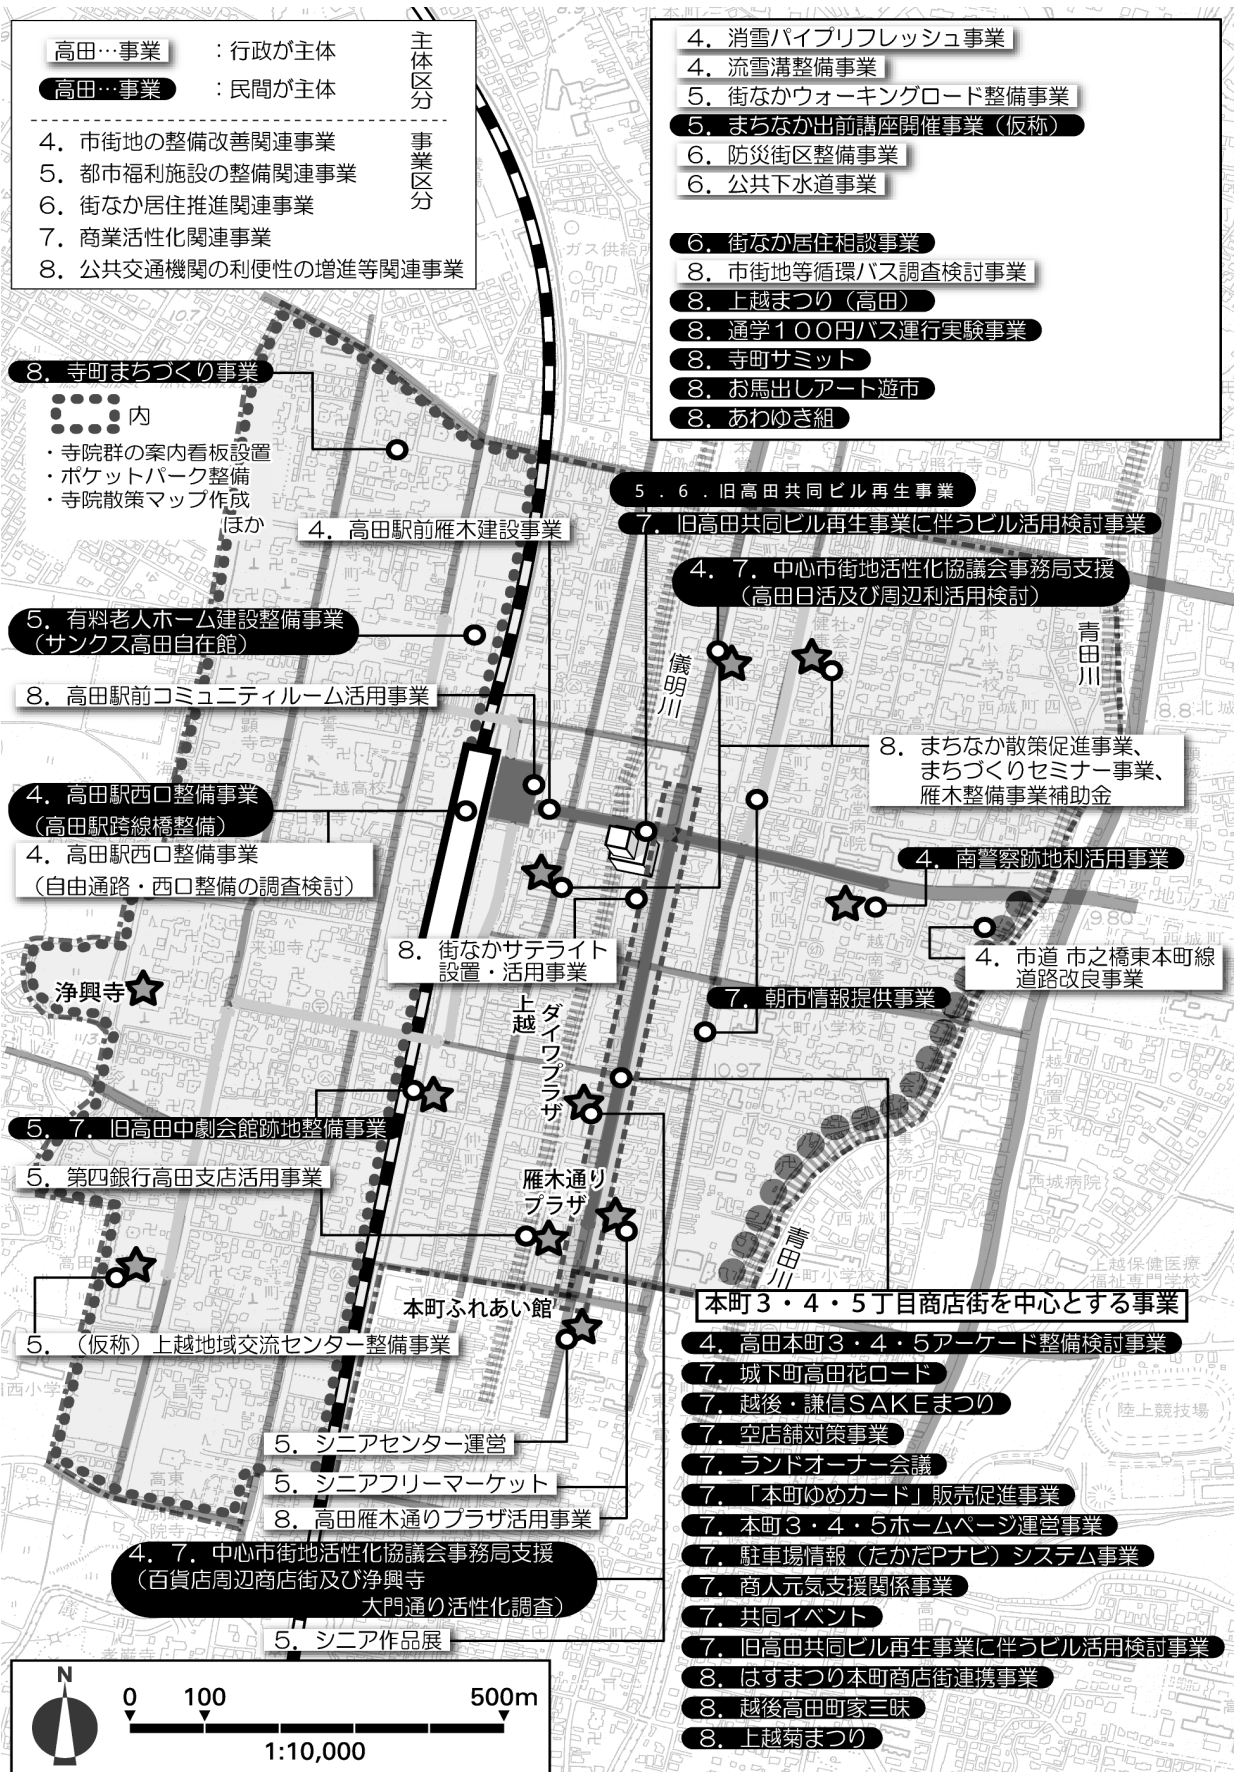 高田…事業 ：行政が主体
高田…事業 ：民間が主体
主体区分
4. 市街地の整備改善関連事業
5. 都市福利施設の整備関連事業
6. 街なか居住推進関連事業
7. 商業活性化関連事業
8. 公共交通機関の利便性の増進等関連事業
事業区分
4. 消雪パイプリフレッシュ事業
4. 流雪溝整備事業
5. 街なかウォーキングロード整備事業
5. まちなか出前講座開催事業（仮称）
6. 防災街区整備事業
6. 公共下水道事業
6. 街なか居住相談事業
8. 市街地等循環バス調査検討事業
8. 上越まつり（高田）
8. 通学１００円バス運行実験事業
8. 寺町サミット
8. お馬出しアート遊市
8. あわゆき組
ガス供給所
8. 寺町まちづくり事業
内
・寺院群の案内看板設置
・ポケットパーク整備
・寺院散策マップ作成
ほか
4. 高田駅前雁木建設事業
5.6.旧高田共同ビル再生事業
7. 旧高田共同ビル再生事業に伴うビル活用検討事業
4. 7. 中心市街地活性化協議会事務局支援
（高田日活及び周辺利活用検討）
5. 有料老人ホーム建設整備事業
（サンクス高田自在館）
儀明川
青田川
8. 高田駅前コミュニティルーム活用事業
8. まちなか散策促進事業、
まちづくりセミナー事業、
雁木整備事業補助金
4. 高田駅西口整備事業
（高田駅跨線橋整備）
4. 高田駅西口整備事業
（自由通路・西口整備の調査検討）
上越高校
4. 南警察跡地利活用事業
8. 街なかサテライト
設置・活用事業
4. 市道 市之橋東本町線
道路改良事業
9.80
来迎寺
浄興寺
7. 朝市情報提供事業
大町小学校
上越
ダイワプラザ
10.97
5. 7. 旧高田中劇会館跡地整備事業
5. 第四銀行高田支店活用事業
雁木通り
プラザ
西城病院
青田川
上越保健医療
福祉専門学校
本町ふれあい館
本町３・４・５丁目商店街を中心とする事業
5. （仮称）上越地域交流センター整備事業
久昌寺
陸上競技場
4. 高田本町３・４・５アーケード整備検討事業
7. 城下町高田花ロード
7. 越後・謙信ＳＡＫＥまつり
7. 空店舗対策事業
7. ランドオーナー会議
7. 「本町ゆめカード」販売促進事業
7. 本町３・４・５ホームページ運営事業
7. 駐車場情報（たかだPナビ）システム事業
7. 商人元気支援関係事業
7. 共同イベント
7. 旧高田共同ビル再生事業に伴うビル活用検討事業
8. はすまつり本町商店街連携事業
8. 越後高田町家三昧
8. 上越菊まつり
5. シニアセンター運営
5. シニアフリーマーケット
8. 高田雁木通りプラザ活用事業
4. 7. 中心市街地活性化協議会事務局支援
（百貨店周辺商店街及び浄興寺
大門通り活性化調査）
5. シニア作品展
N
0 100 500m
1:10,000